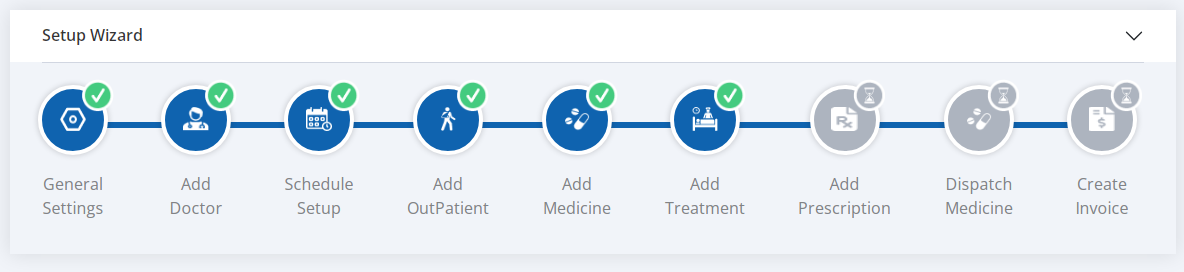 Setup Wizard
General
Settings
Add
Doctor
Schedule
Setup
Add
OutPatient
Add
Medicine
Add
Treatment
Rx
Add
Prescription
Dispatch
Medicine
$
Create
Invoice